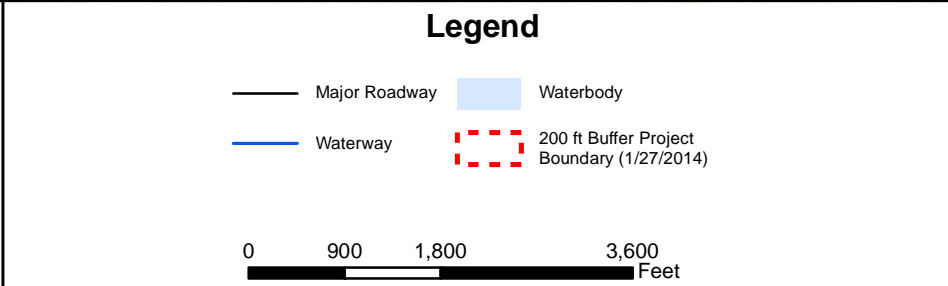 Legend
Major Roadway
Waterbody
Waterway
200 ft Buffer Project
Boundary (1/27/2014)
0 900 1,800 3,600
Feet